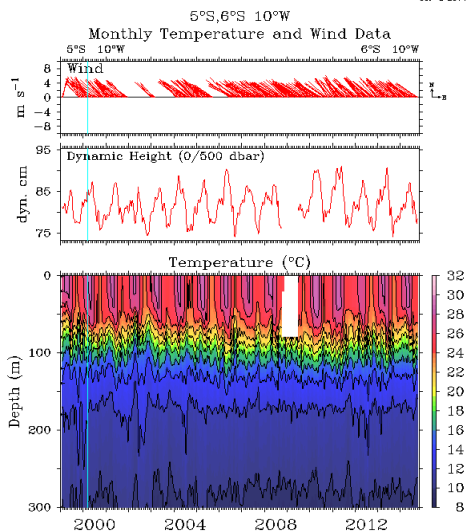 5°S,6°S 10°W
Monthly Temperature and Wind Data
5°S 10°W 6°S 10°W
Wind
m s⁻¹
8
4
0
-4
-8
N
E
Dynamic Height (0/500 dbar)
dyn. cm
95
85
75
Temperature (°C)
Depth (m)
0
100
200
300
2000 2004 2008 2012
32
30
28
26
24
22
20
18
16
14
12
10
8